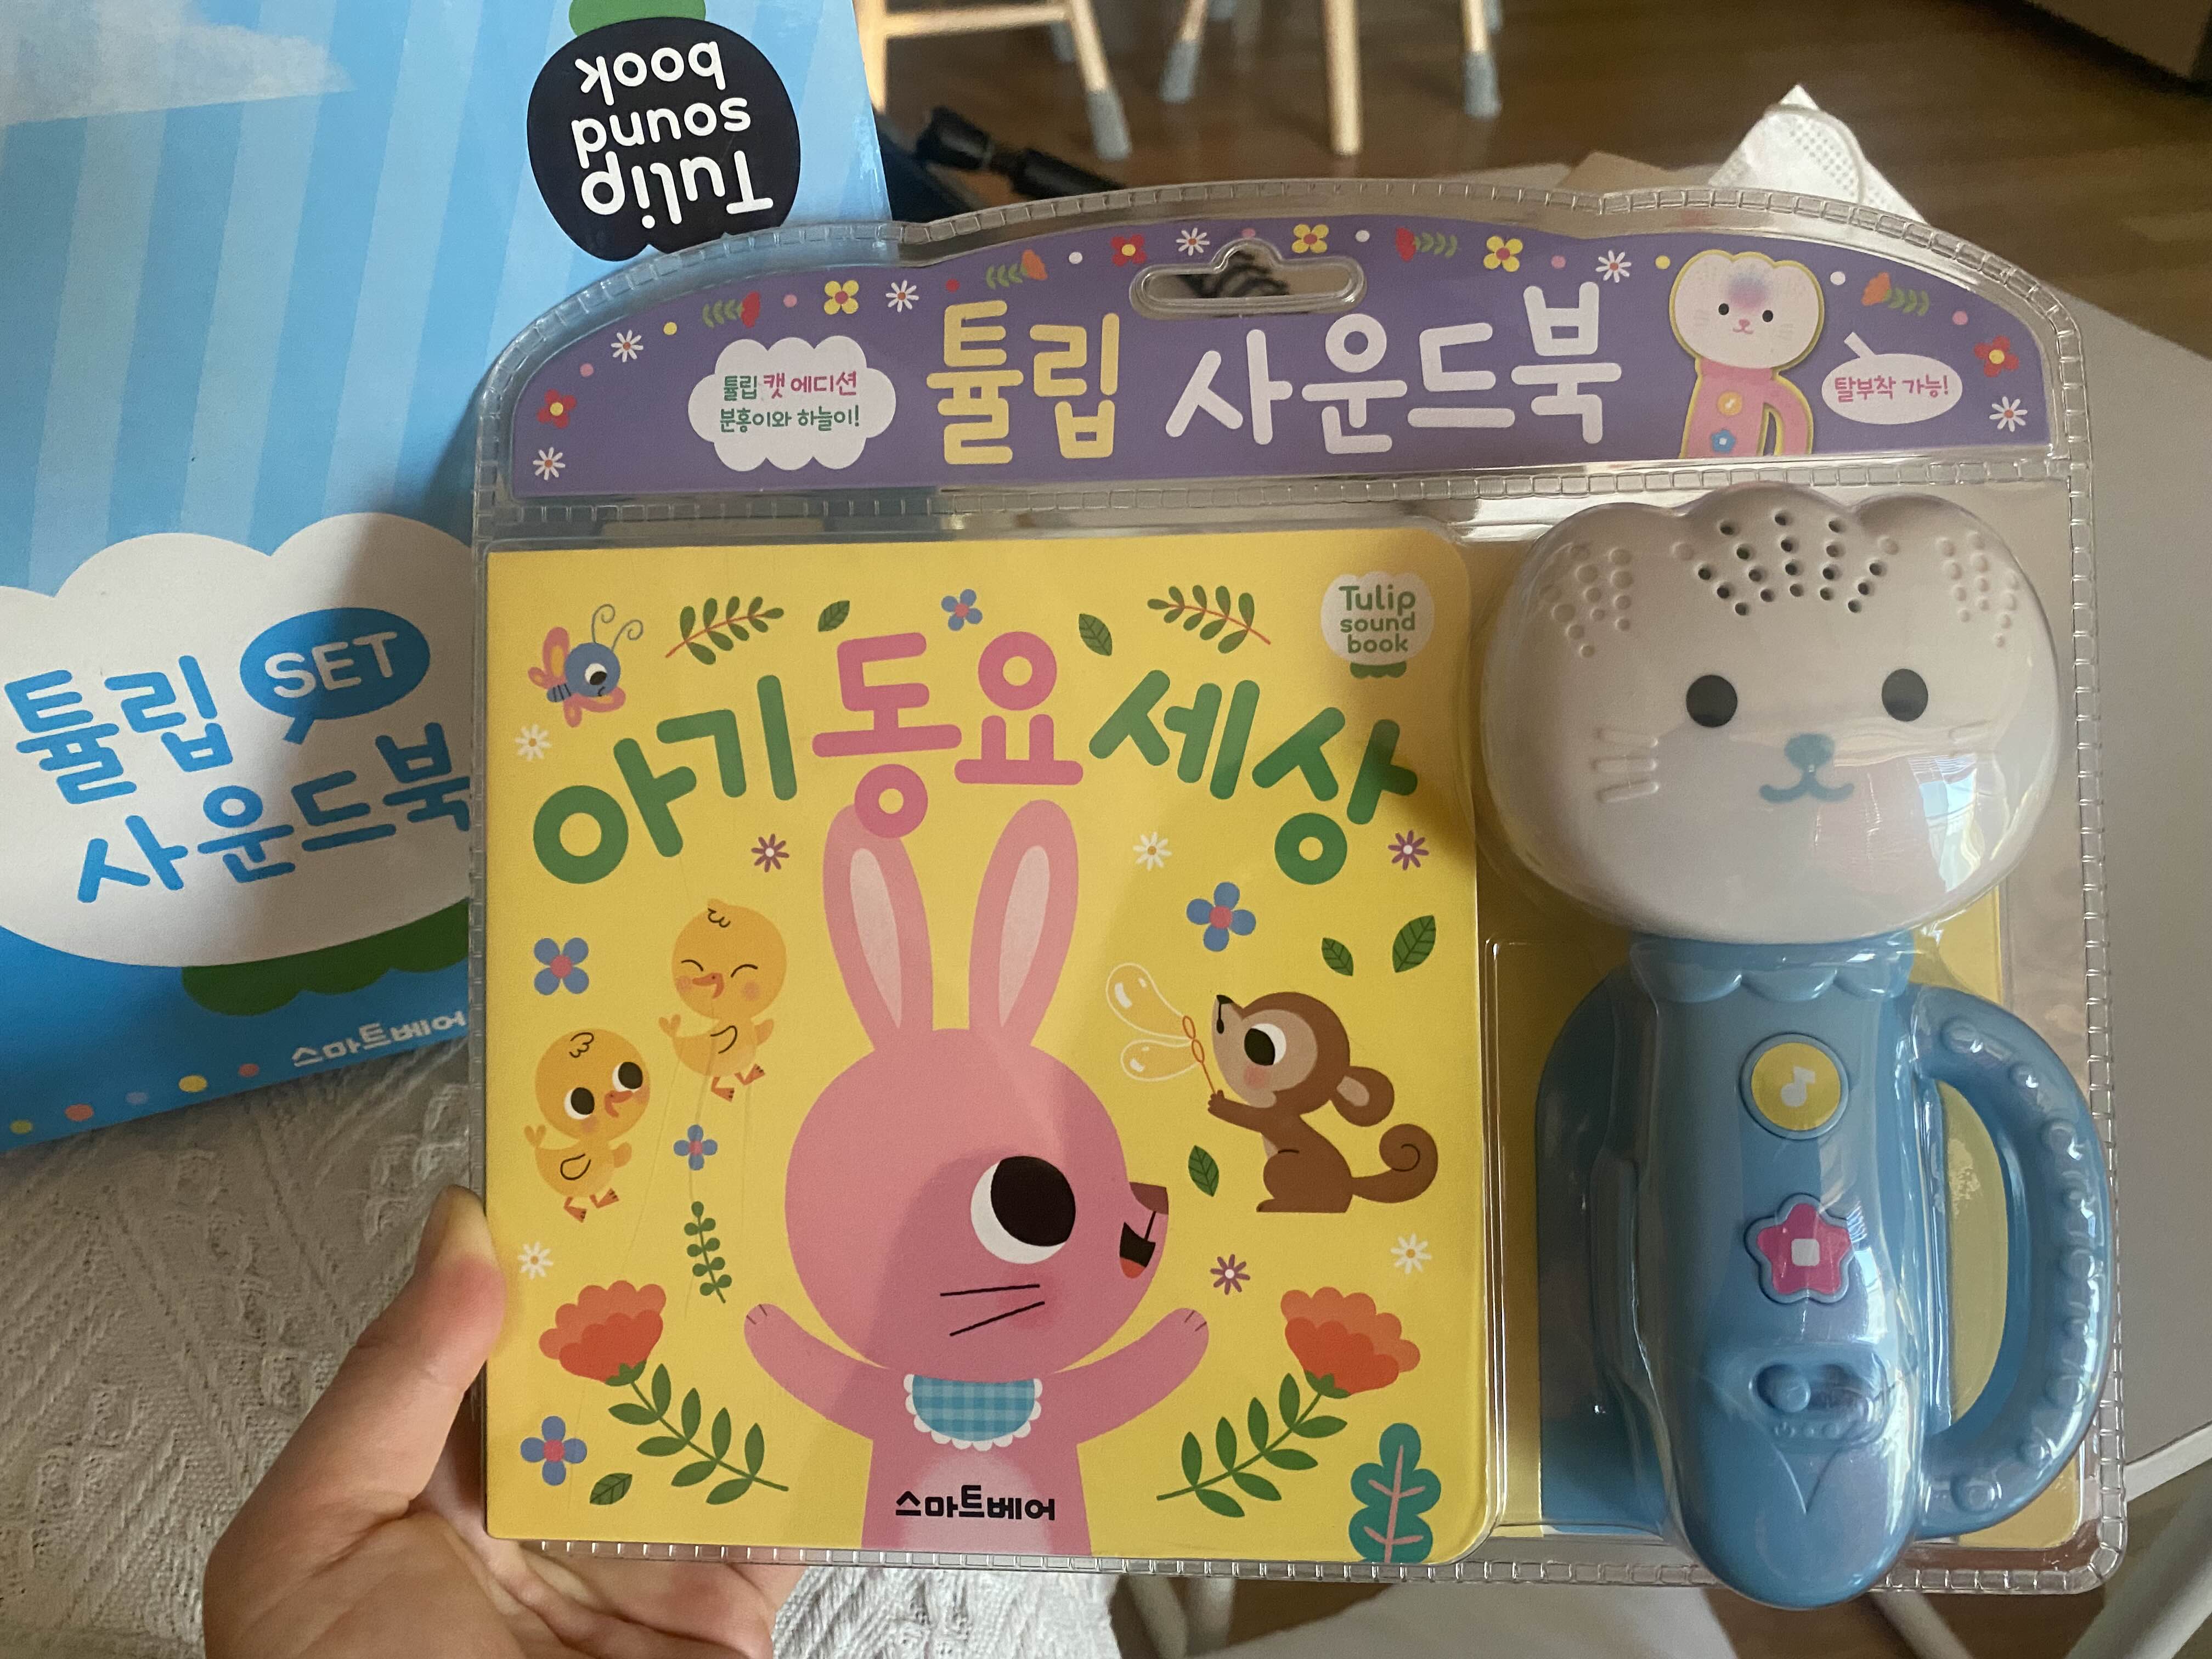 Tulip
sound
book
튤립 SET
사운드북
스마트베어
튤립 캣 에디션
분홍이와 하늘이!
튤립 사운드북
탈부착 가능!
Tulip
sound
book
아기동요세상
스마트베어